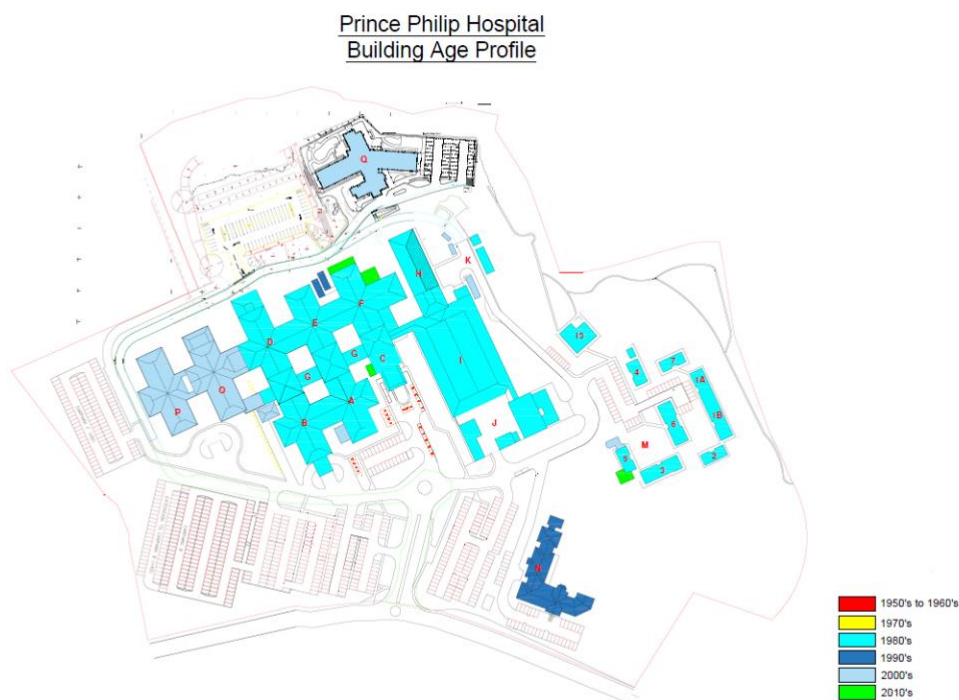 Prince Philip Hospital
Building Age Profile
Q
K
H
F
E
D
13
G
C
I
7
4
O
G
1A
P
A
1B
B
J
6
M
5
3
2
N
1950's to 1960's
1970's
1980's
1990's
2000's
2010's